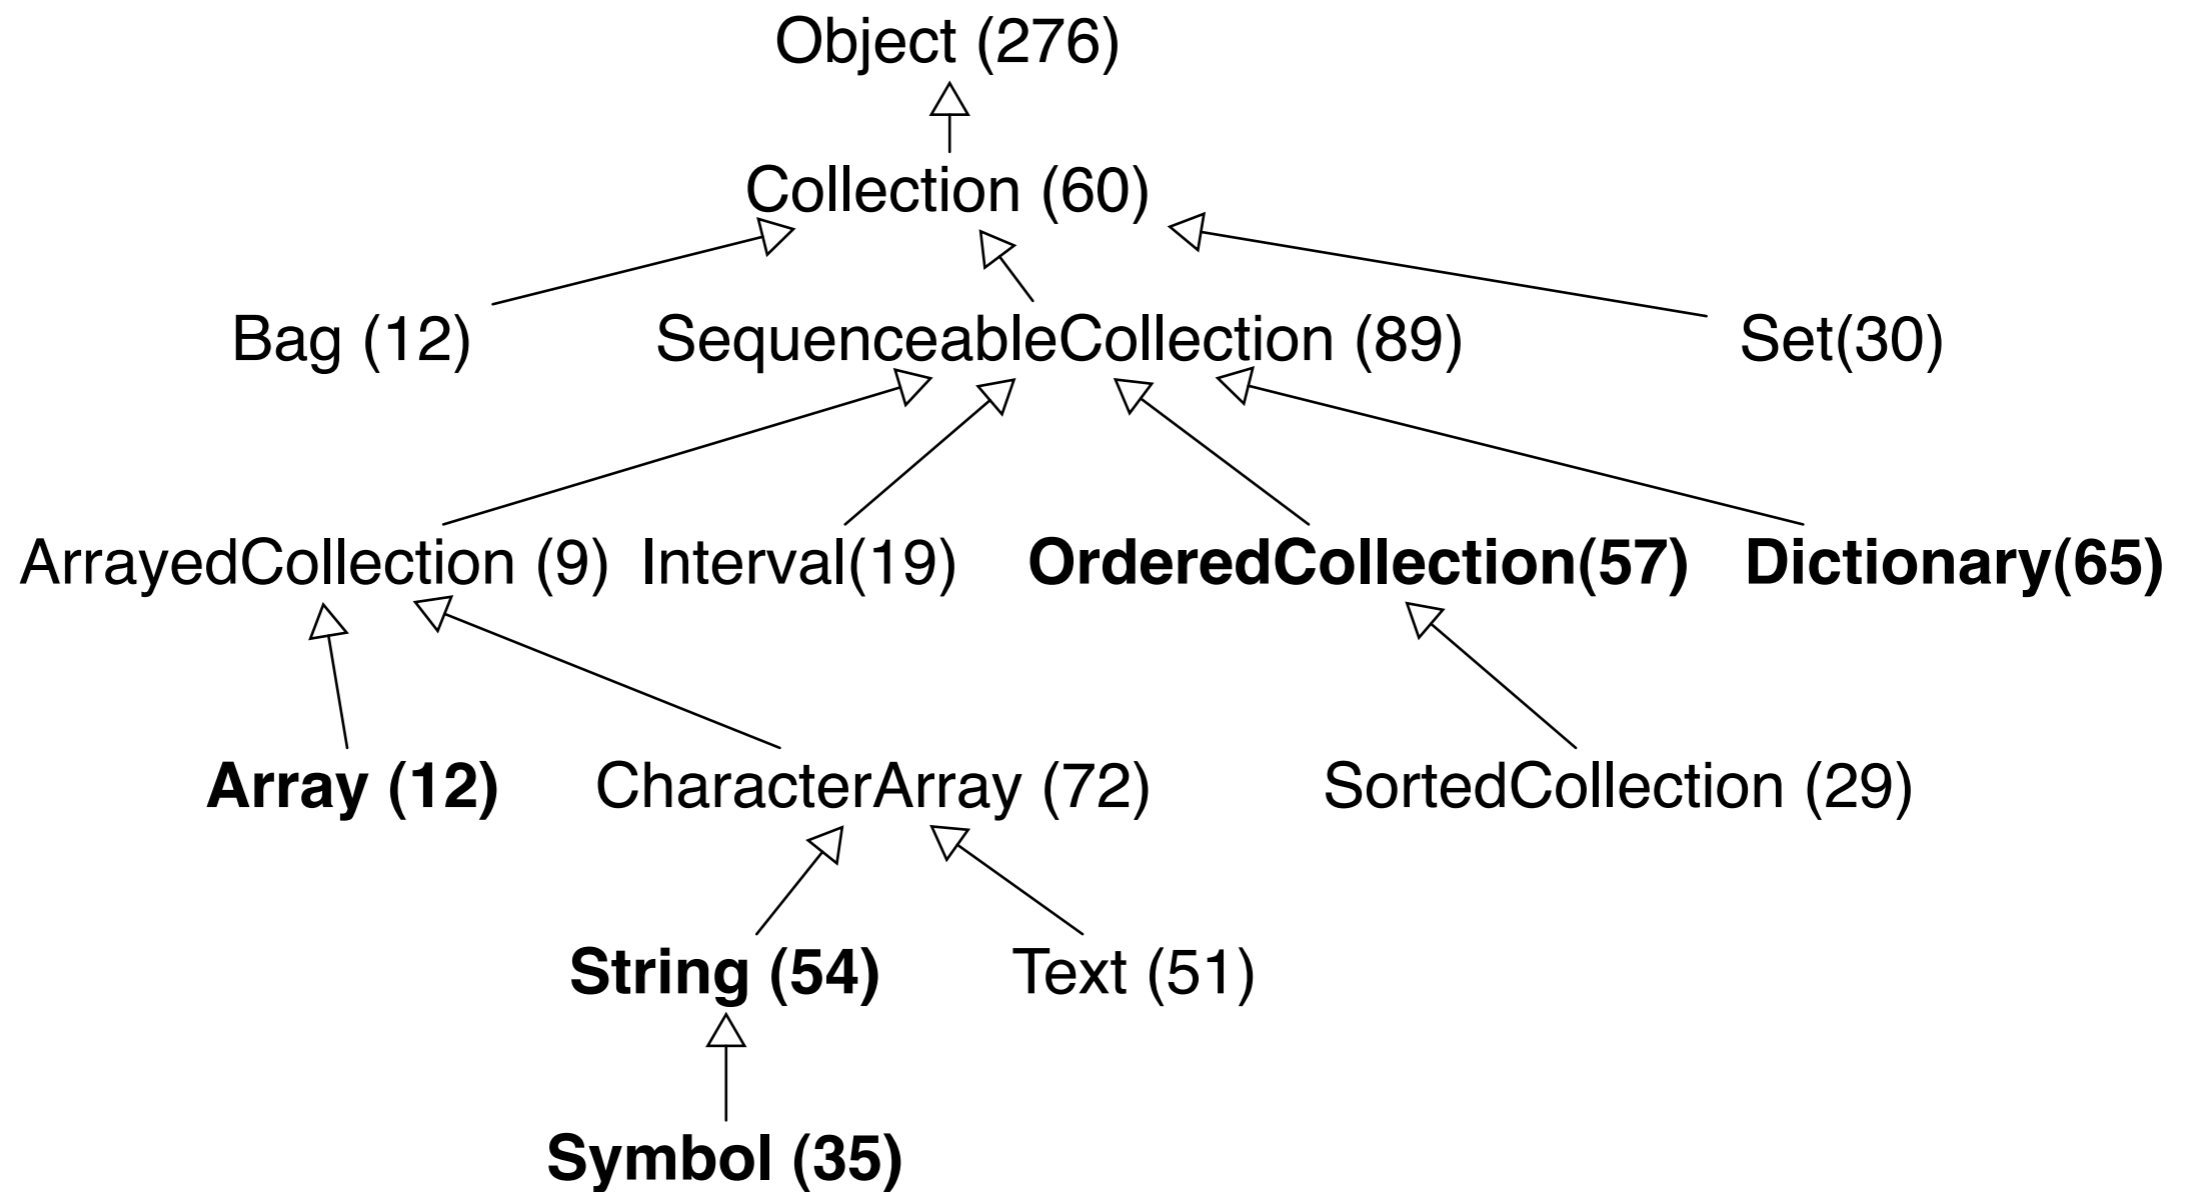 Object (276)
Collection (60)
Bag (12) SequenceableCollection (89) Set(30)
ArrayedCollection (9) Interval(19) OrderedCollection(57) Dictionary(65)
Array (12) CharacterArray (72) SortedCollection (29)
String (54) Text (51)
Symbol (35)